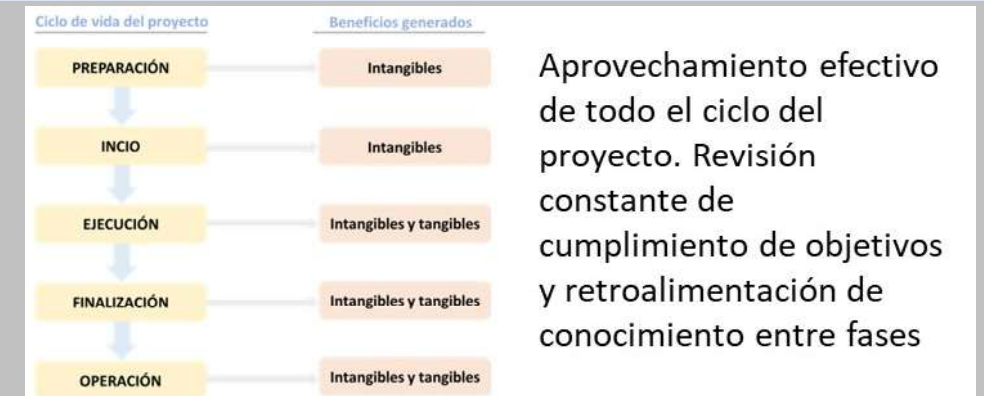 Ciclo de vida del proyecto
Beneficios generados
PREPARACIÓN
Intangibles
INCIO
Intangibles
EJECUCIÓN
Intangibles y tangibles
FINALIZACIÓN
Intangibles y tangibles
OPERACIÓN
Intangibles y tangibles
Aprovechamiento efectivo
de todo el ciclo del
proyecto. Revisión
constante de
cumplimiento de objetivos
y retroalimentación de
conocimiento entre fases